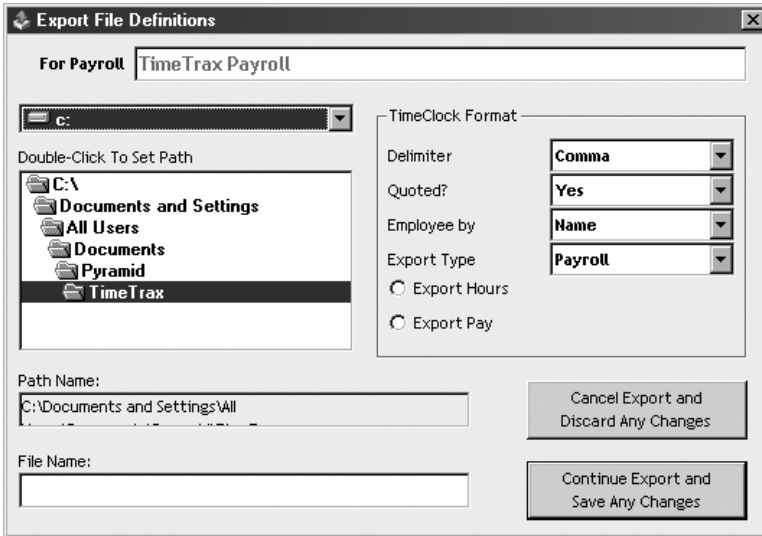 Export File Definitions
For Payroll TimeTrax Payroll
c:
Double-Click To Set Path
C:\
Documents and Settings
All Users
Documents
Pyramid
TimeTrax
TimeClock Format
Delimiter Comma
Quoted? Yes
Employee by Name
Export Type Payroll
Export Hours
Export Pay
Path Name:
C:\Documents and Settings\All
File Name:
Cancel Export and
Discard Any Changes
Continue Export and
Save Any Changes